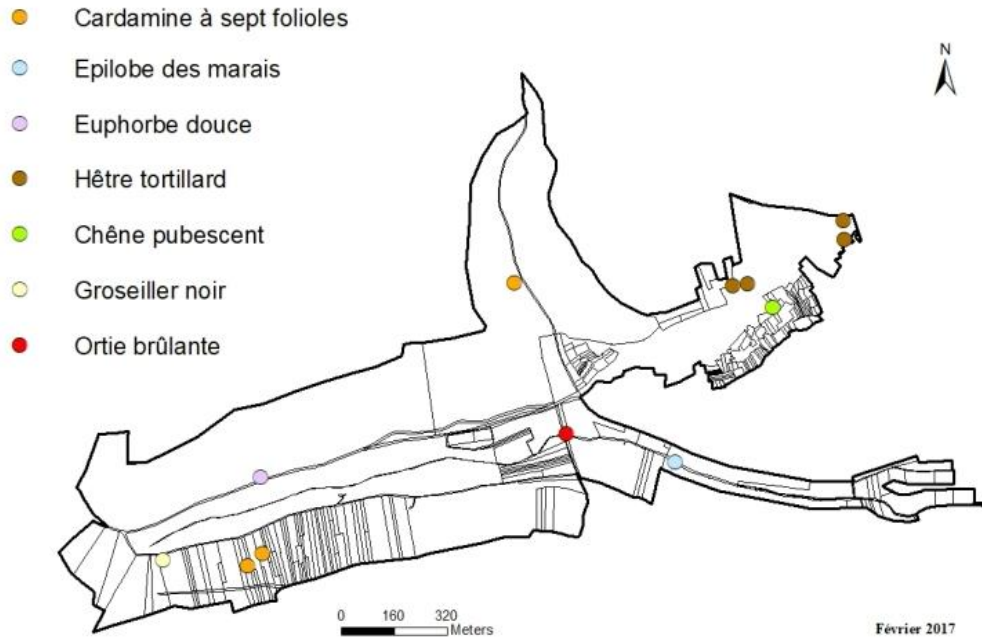 Cardamine à sept folioles
Epilobe des marais
Euphorbe douce
Hêtre tortillard
Chêne pubescent
Groseiller noir
Ortie brûlante
N
0 160 320
Meters
Février 2017